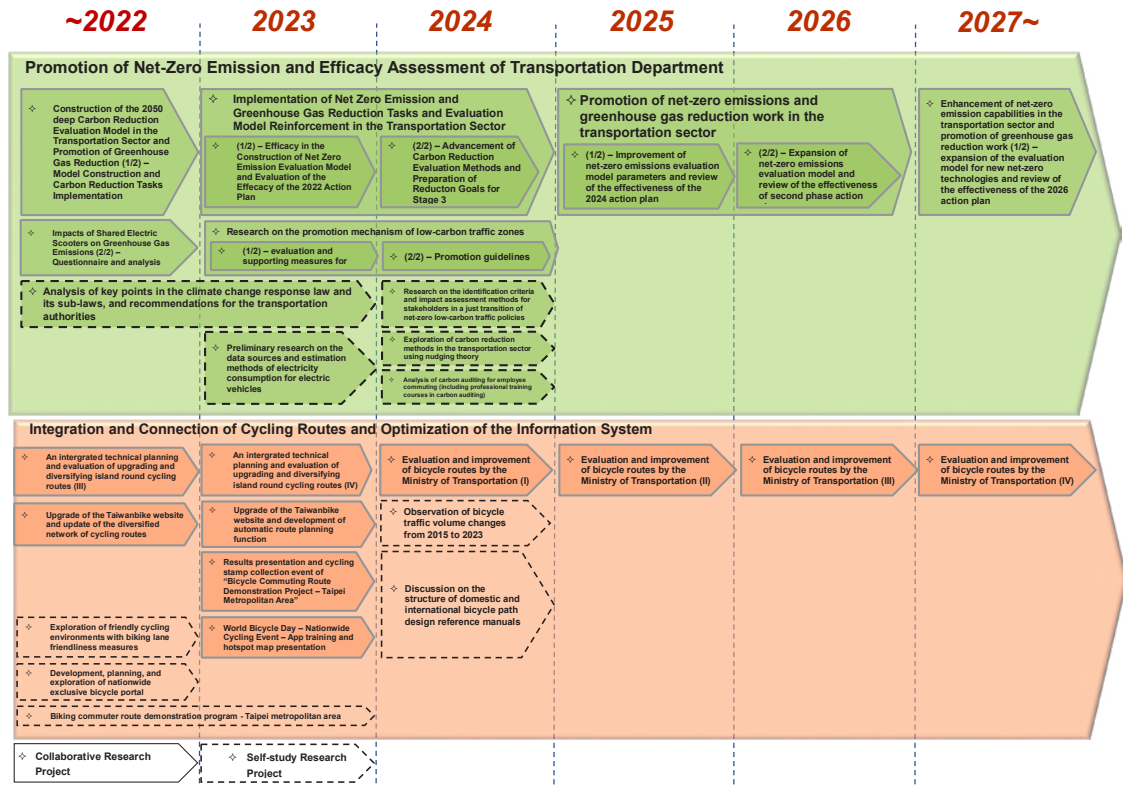 ~2022
2023
2024
2025
2026
2027~
Promotion of Net-Zero Emission and Efficacy Assessment of Transportation Department
Construction of the 2050
deep Carbon Reduction
Evaluation Model in the
Transportation Sector and
Promotion of Greenhouse
Gas Reduction (1/2) –
Model Construction and
Carbon Reduction Tasks
Implementation
Implementation of Net Zero Emission and
Greenhouse Gas Reduction Tasks and Evaluation
Model Reinforcement in the Transportation Sector
(1/2) – Efficacy in the
Construction of Net Zero
Emission Evaluation Model and
Evaluation of the Effecacy of the 2022 Action
Plan
(2/2) – Advancement of
Carbon Reduction
Evaluation Methods and
Preparation of
Reducton Goals for
Stage 3
Promotion of net-zero emissions and
greenhouse gas reduction work in the
transportation sector
(1/2) – Improvement of
net-zero emissions evaluation
model parameters and review
of the effectiveness of the
2024 action plan
(2/2) – Expansion of
net-zero emissions
evaluation model and
review of the effectiveness
of second phase action
Enhancement of net-zero
emission capabilities in the
transportation sector and
promotion of greenhouse gas
reduction work (1/2) –
expansion of the evaluation
model for new net-zero
technologies and review of
the effectiveness of the 2026
action plan
Impacts of Shared Electric
Scooters on Greenhouse Gas
Emissions (2/2) –
Questionnaire and analysis
Research on the promotion mechanism of low-carbon traffic zones
(1/2) – evaluation and
supporting measures for
(2/2) – Promotion guidelines
Analysis of key points in the climate change response law and
its sub-laws, and recommendations for the transportation
authorities
Research on the identification criteria
and impact assessment methods for
stakeholders in a just transition of
net-zero low-carbon traffic policies
Preliminary research on the
data sources and estimation
methods of electricity
consumption for electric
vehicles
Exploration of carbon reduction
methods in the transportation sector
using nudging theory
Analysis of carbon auditing for employee
commuting (including professional training
courses in carbon auditing)
Integration and Connection of Cycling Routes and Optimization of the Information System
An intergrated technical planning
and evaluation of upgrading and
diversifying island round cycling
routes (III)
An intergrated technical
planning and evaluation of
upgrading and diversifying
island round cycling routes (IV)
Evaluation and improvement
of bicycle routes by the
Ministry of Transportation (I)
Evaluation and improvement
of bicycle routes by the
Ministry of Transportation (II)
Evaluation and improvement
of bicycle routes by the
Ministry of Transportation (III)
Evaluation and improvement
of bicycle routes by the
Ministry of Transportation (IV)
Upgrade of the Taiwanbike website
and update of the diversified
network of cycling routes
Upgrade of the Taiwanbike
website and development of
automatic route planning
function
Observation of bicycle
traffic volume changes
from 2015 to 2023
Results presentation and cycling
stamp collection event of
“Bicycle Commuting Route
Demonstration Project – Taipei
Metropolitan Area”
Discussion on the
structure of domestic and
international bicycle path
design reference manuals
Exploration of friendly cycling
environments with biking lane
friendliness measures
World Bicycle Day – Nationwide
Cycling Event – App training and
hotspot map presentation
Development, planning, and
exploration of nationwide
exclusive bicycle portal
Biking commuter route demonstration program - Taipei metropolitan area
Collaborative Research
Project
Self-study Research
Project